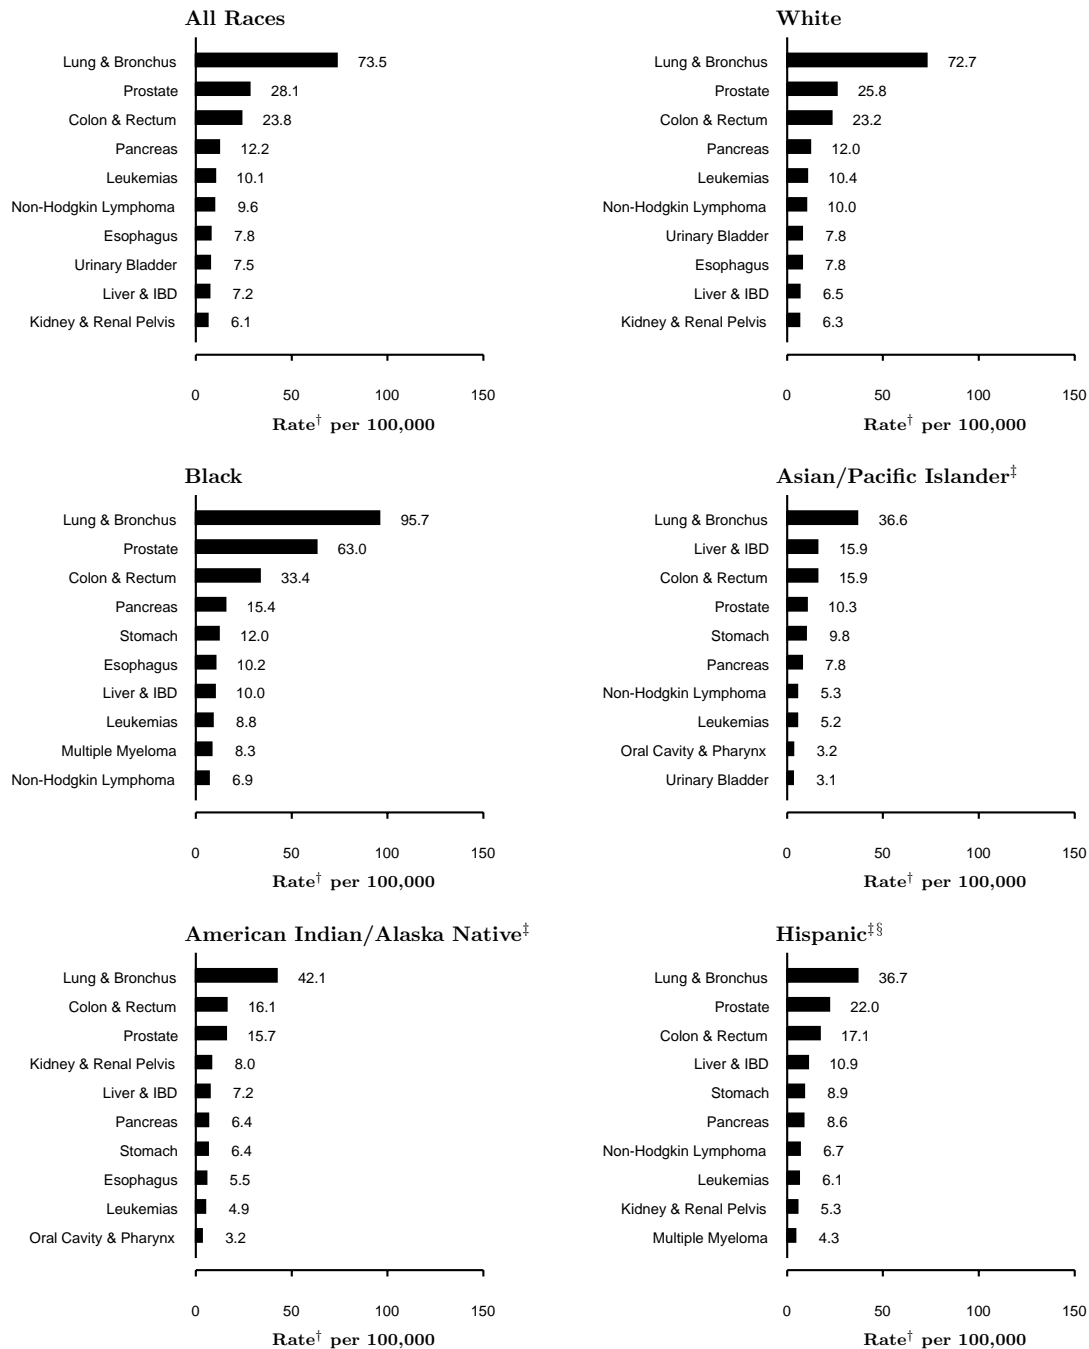 All Races
Lung & Bronchus 73.5
Prostate 28.1
Colon & Rectum 23.8
Pancreas 12.2
Leukemias 10.1
Non-Hodgkin Lymphoma 9.6
Esophagus 7.8
Urinary Bladder 7.5
Liver & IBD 7.2
Kidney & Renal Pelvis 6.1
0 50 100 150
Rate† per 100,000
White
Lung & Bronchus 72.7
Prostate 25.8
Colon & Rectum 23.2
Pancreas 12.0
Leukemias 10.4
Non-Hodgkin Lymphoma 10.0
Urinary Bladder 7.8
Esophagus 7.8
Liver & IBD 6.5
Kidney & Renal Pelvis 6.3
0 50 100 150
Rate† per 100,000
Black
Lung & Bronchus 95.7
Prostate 63.0
Colon & Rectum 33.4
Pancreas 15.4
Stomach 12.0
Esophagus 10.2
Liver & IBD 10.0
Leukemias 8.8
Multiple Myeloma 8.3
Non-Hodgkin Lymphoma 6.9
0 50 100 150
Rate† per 100,000
Asian/Pacific Islander‡
Lung & Bronchus 36.6
Liver & IBD 15.9
Colon & Rectum 15.9
Prostate 10.3
Stomach 9.8
Pancreas 7.8
Non-Hodgkin Lymphoma 5.3
Leukemias 5.2
Oral Cavity & Pharynx 3.2
Urinary Bladder 3.1
0 50 100 150
Rate† per 100,000
American Indian/Alaska Native‡
Lung & Bronchus 42.1
Colon & Rectum 16.1
Prostate 15.7
Kidney & Renal Pelvis 8.0
Liver & IBD 7.2
Pancreas 6.4
Stomach 6.4
Esophagus 5.5
Leukemias 4.9
Oral Cavity & Pharynx 3.2
0 50 100 150
Rate† per 100,000
Hispanic‡§
Lung & Bronchus 36.7
Prostate 22.0
Colon & Rectum 17.1
Liver & IBD 10.9
Stomach 8.9
Pancreas 8.6
Non-Hodgkin Lymphoma 6.7
Leukemias 6.1
Kidney & Renal Pelvis 5.3
Multiple Myeloma 4.3
0 50 100 150
Rate† per 100,000